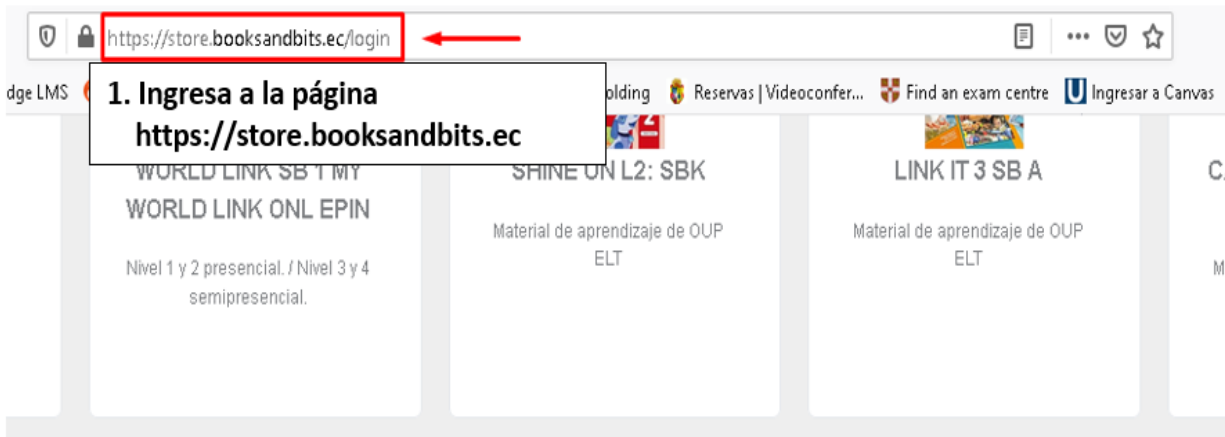 https://store.booksandbits.ec/login
dge LMS
olding
Reservas | Videoconfer...
Find an exam centre
Ingresar a Canvas
1. Ingresa a la página
https://store.booksandbits.ec
WORLD LINK SB 1 MY
WORLD LINK ONL EPIN
Nivel 1 y 2 presencial. / Nivel 3 y 4
semipresencial.
2
SHINE ON L2: SBK
Material de aprendizaje de OUP
ELT
LINK IT 3 SB A
Material de aprendizaje de OUP
ELT
C
M